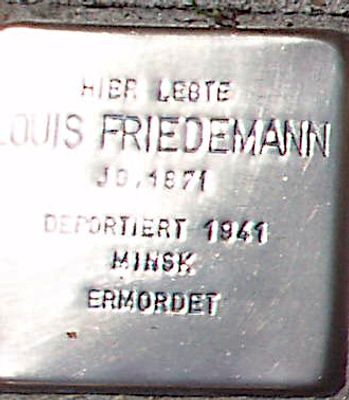 HIER LEBTE
LOUIS FRIEDEMANN
JG. 1871
DEPORTIERT 1941
MINSK
ERMORDET